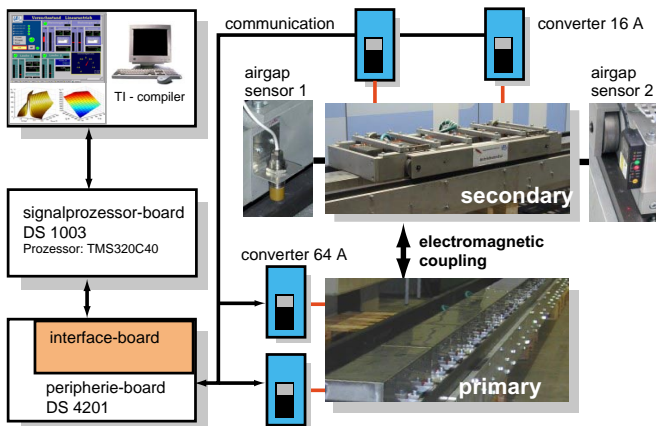 communication
converter 16 A
airgap
sensor 1
airgap
sensor 2
TI - compiler
secondary
signalprozessor-board
DS 1003
Prozessor: TMS320C40
electromagnetic
coupling
converter 64 A
interface-board
peripherie-board
DS 4201
primary